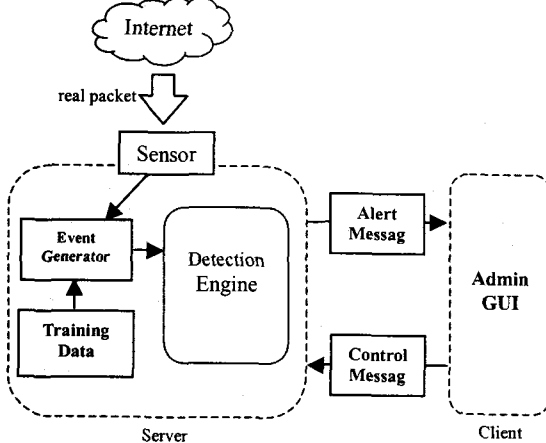 Internet
real packet
Sensor
Event
Generator
Detection
Engine
Training
Data
Alert
Messag
Admin
GUI
Control
Messag
Server
Client